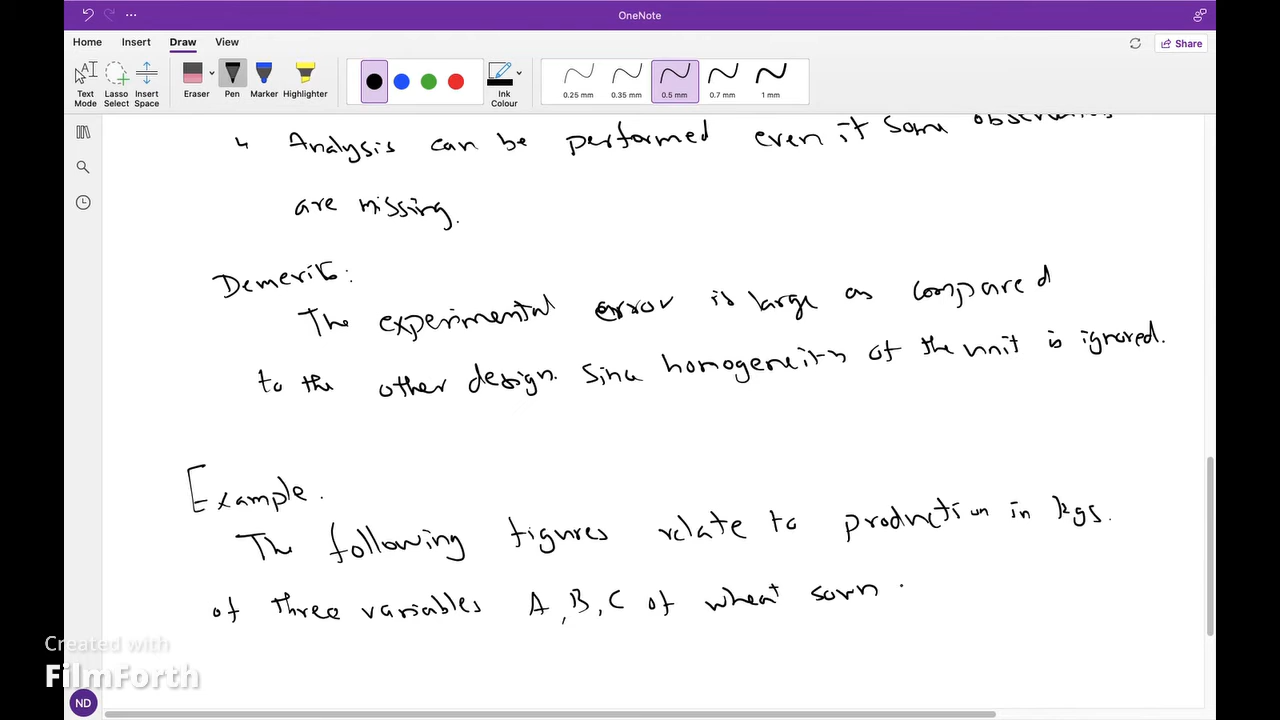 OneNote
Home Insert Draw View
Share
Text Mode Lasso Select Insert Space Eraser Pen Marker Highlighter Ink Colour 0.25 mm 0.35 mm 0.5 mm 0.7 mm 1 mm
4 Analysis can be performed even if some
are missing.
Demerits:
The experimental error is large as compared
to the other design. Since homogeneity of the unit is ignored.
Example.
The following figures relate to production in kgs.
of three variables A, B, C of wheat sown
Created with
FilmForth
ND